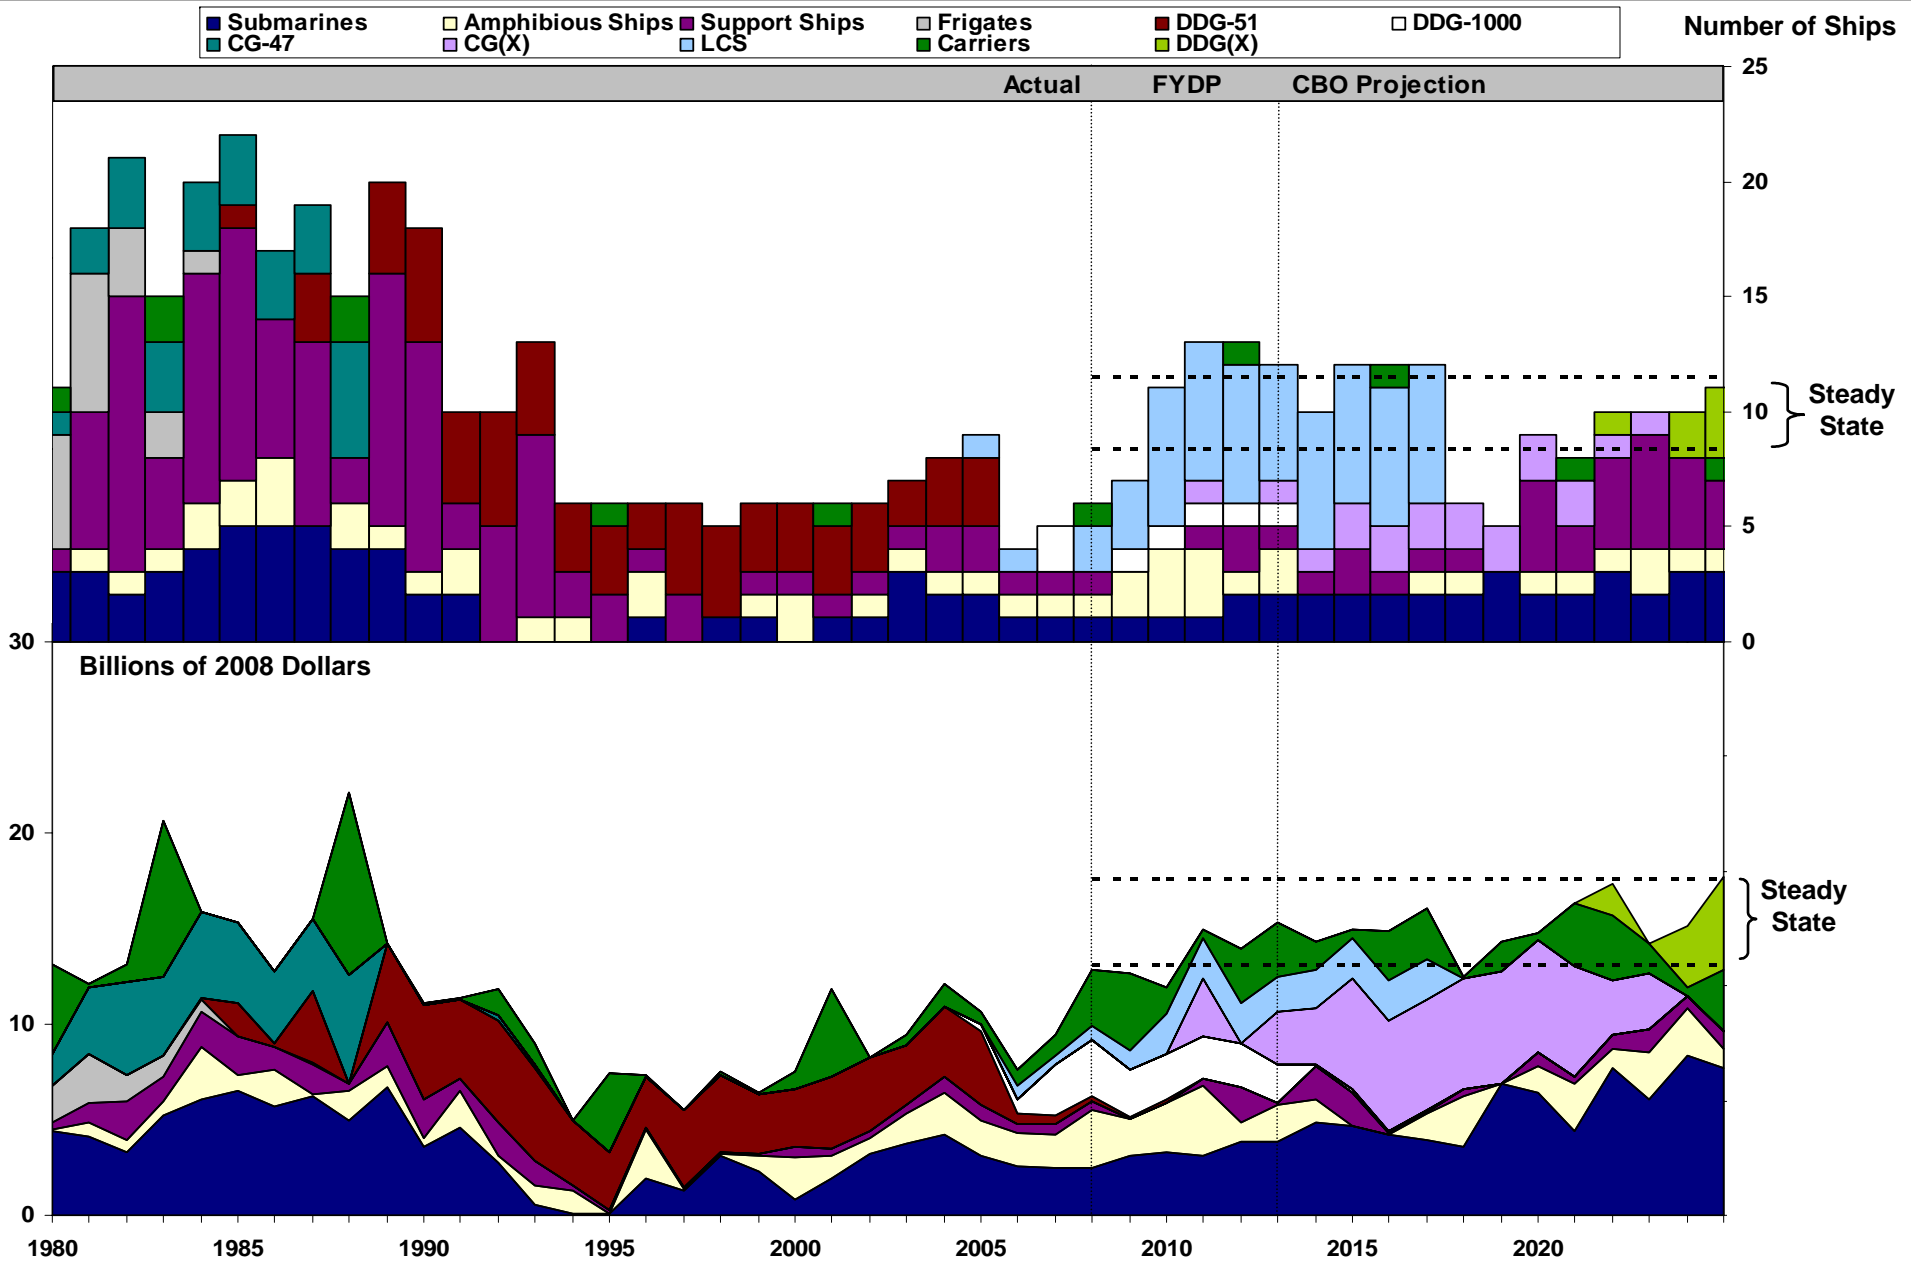 Submarines Amphibious Ships Support Ships Frigates DDG-51 DDG-1000
CG-47 CG(X) LCS Carriers DDG(X)
Number of Ships
Actual FYDP CBO Projection
25
20
15
10
5
0
Steady
State
30
Billions of 2008 Dollars
20
10
0
Steady
State
1980 1985 1990 1995 2000 2005 2010 2015 2020